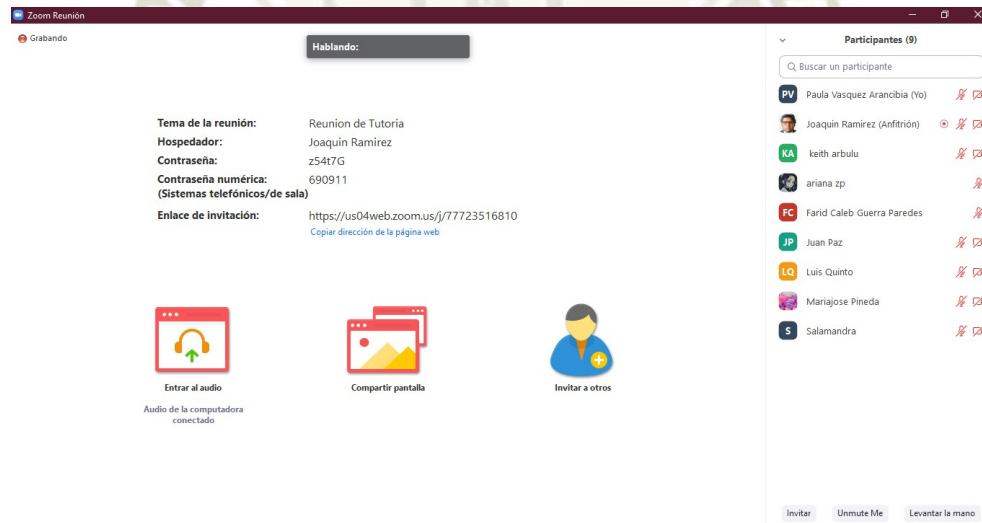 Zoom Reunión
Grabando
Hablando:
Tema de la reunión: Reunion de Tutoria
Hospedador: Joaquin Ramirez
Contraseña: z54t7G
Contraseña numérica: 690911
(Sistemas telefónicos/de sala)
Enlace de invitación: https://us04web.zoom.us/j/77723516810
Copiar dirección de la página web
Entrar al audio
Audio de la computadora
conectado
Compartir pantalla
Invitar a otros
Participantes (9)
Buscar un participante
PV Paula Vasquez Arancibia (Yo)
Joaquin Ramirez (Anfitrión)
KA keith arbulu
ariana zp
FC Farid Caleb Guerra Paredes
JP Juan Paz
LQ Luis Quinto
Mariajose Pineda
S Salamandra
Invitar Unmute Me Levantar la mano